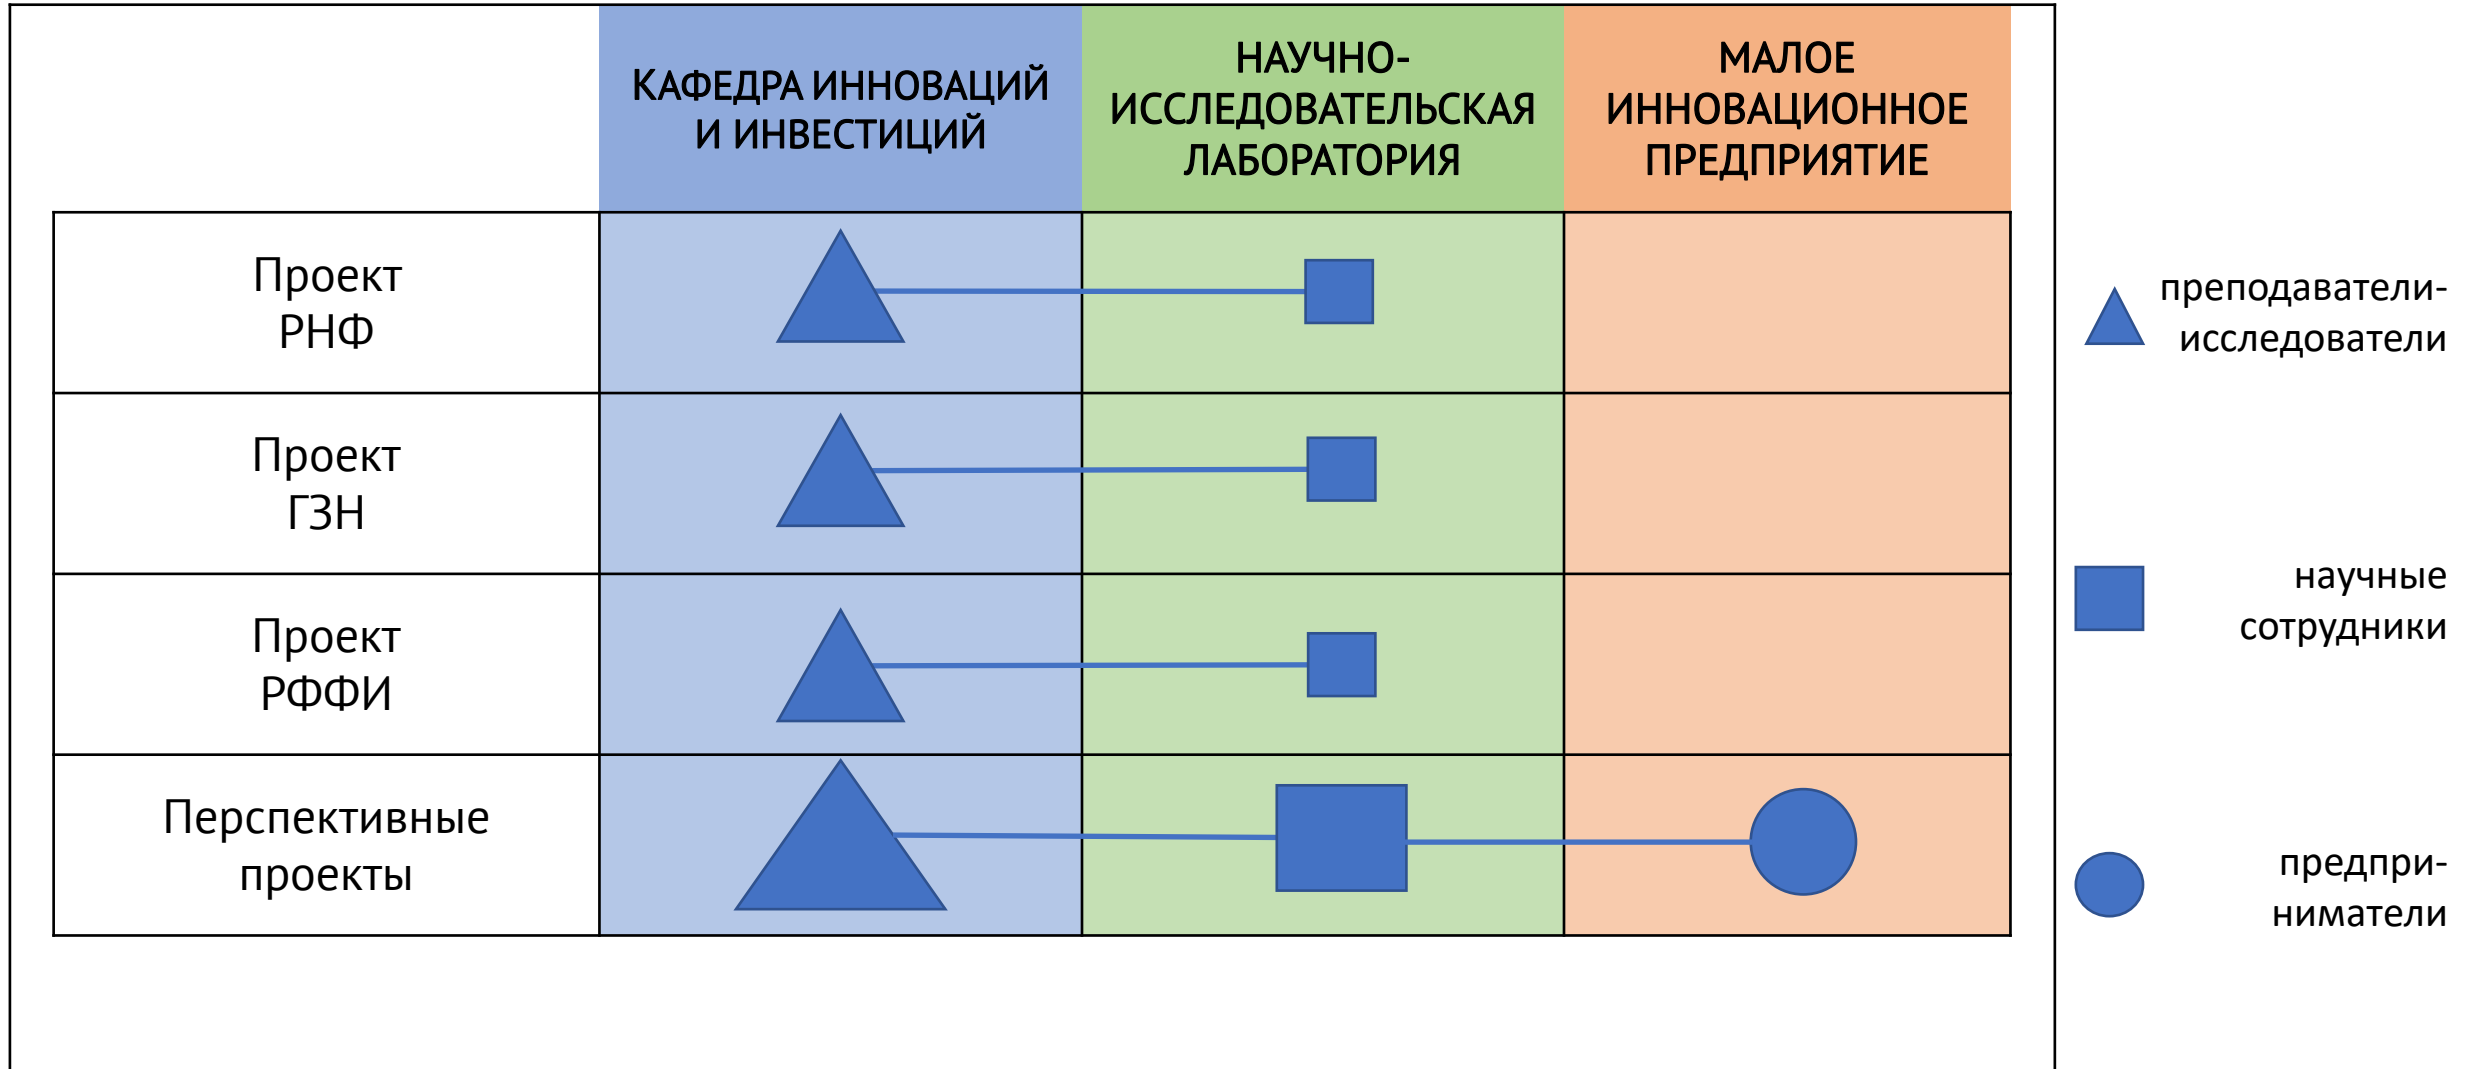 КАФЕДРА ИННОВАЦИЙ
И ИНВЕСТИЦИЙ
НАУЧНО-
ИССЛЕДОВАТЕЛЬСКАЯ
ЛАБОРАТОРИЯ
МАЛОЕ
ИННОВАЦИОННОЕ
ПРЕДПРИЯТИЕ
Проект
РНФ
Проект
ГЗН
Проект
РФФИ
Перспективные
проекты
преподаватели-
исследователи
научные
сотрудники
предпри-
ниматели